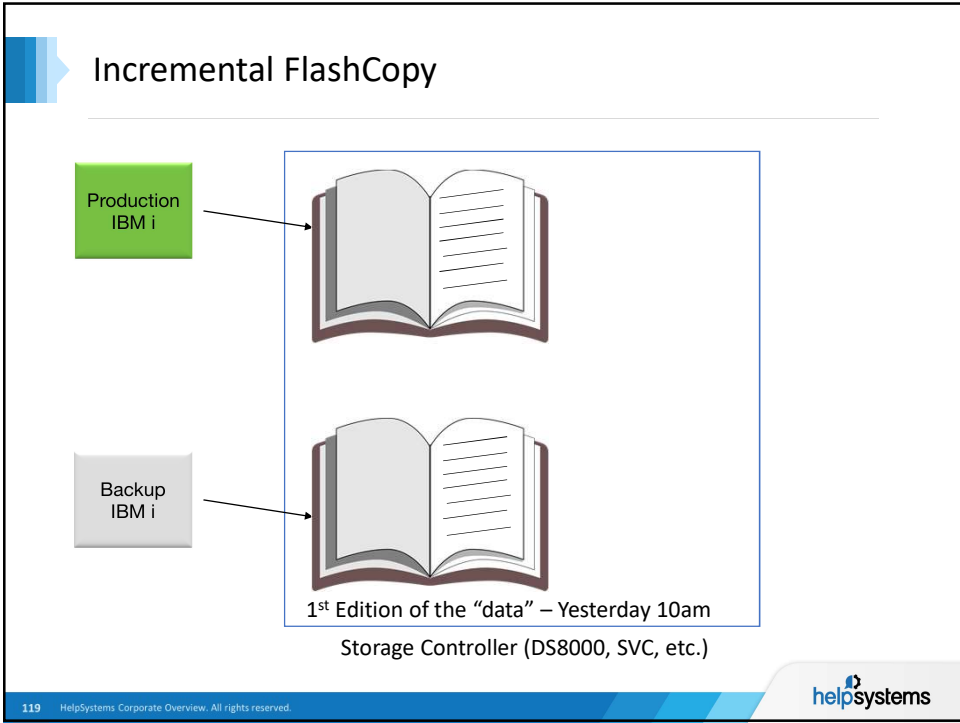 Incremental FlashCopy
Production
IBM i
Backup
IBM i
1st Edition of the “data” – Yesterday 10am
Storage Controller (DS8000, SVC, etc.)
119 HelpSystems Corporate Overview. All rights reserved.
helpsystems